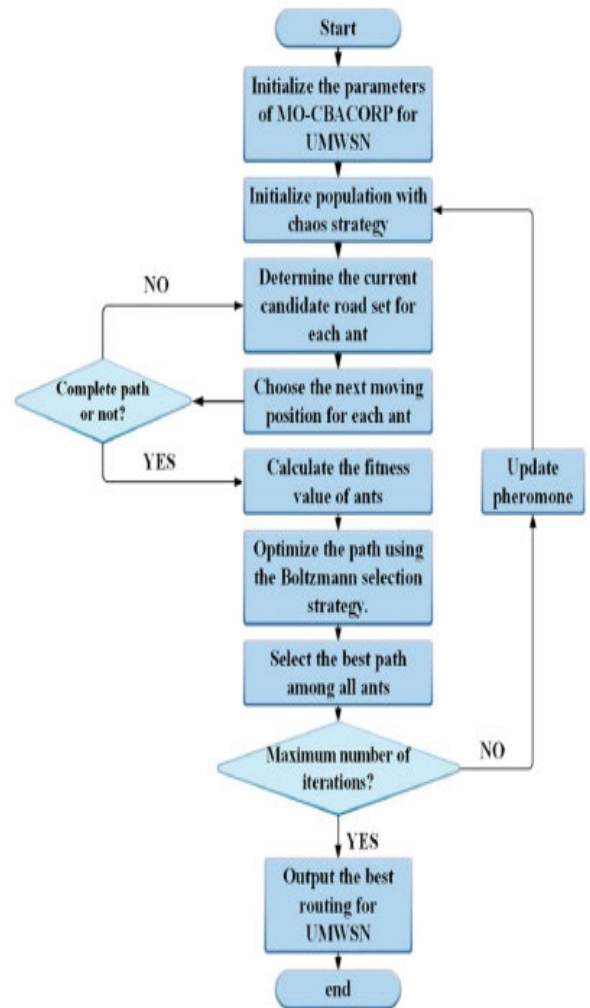 Start
Initialize the parameters
of MO-CBACORP for
UMWSN
Initialize population with
chaos strategy
NO
Determine the current
candidate road set for
each ant
Complete path
or not?
Choose the next moving
position for each ant
YES
Calculate the fitness
value of ants
Update
pheromone
Optimize the path using
the Boltzmann selection
strategy.
Select the best path
among all ants
Maximum number of
iterctions?
NO
YES
Output the best
routing for
UMWSN
end